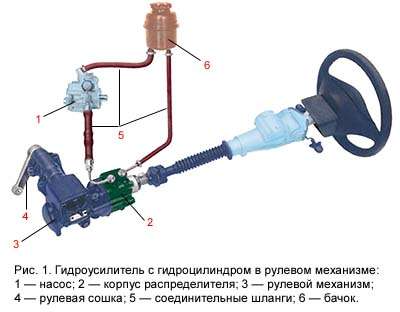 6
1
5
4
3
2
Рис. 1. Гидроусилитель с гидроцилиндром в рулевом механизме:
1 — насос; 2 — корпус распределителя; 3 — рулевой механизм;
4 — рулевая сошка; 5 — соединительные шланги; 6 — бачок.